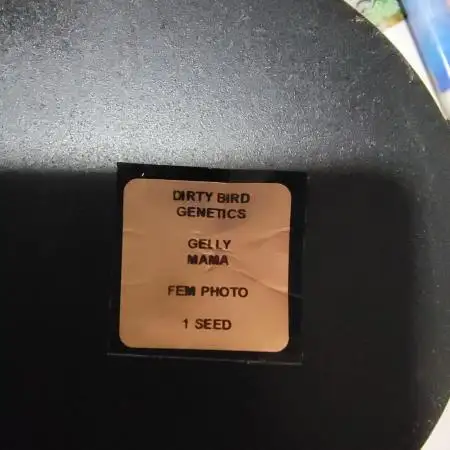 DIRTY BIRD
GENETICS
GELLY
MAMA
FEM PHOTO
1 SEED